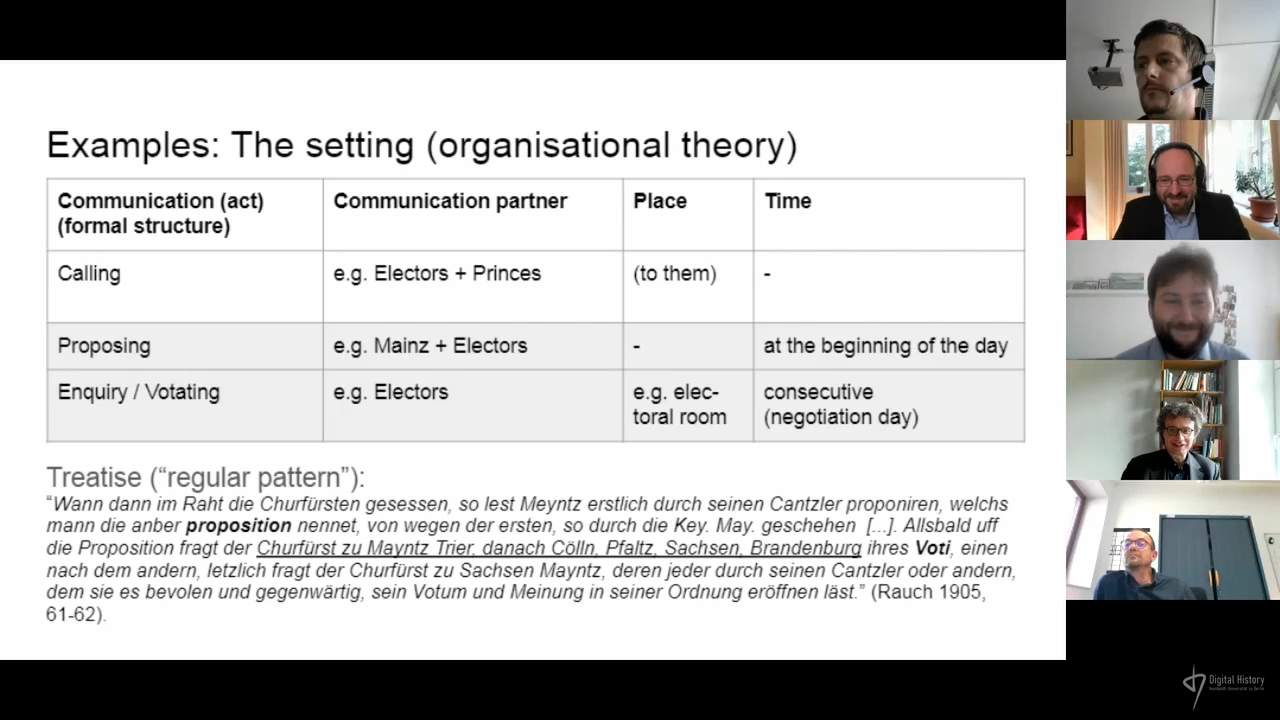 Examples: The setting (organisational theory)
Communication (act) (formal structure)
Communication partner
Place
Time
Calling
e.g. Electors + Princes
(to them)
-
Proposing
e.g. Mainz + Electors
-
at the beginning of the day
Enquiry / Votating
e.g. Electors
e.g. elec-
toral room
consecutive
(negotiation day)
Treatise (“regular pattern”):
“Wann dann im Raht die Churfürsten gesessen, so lest Meyntz erstlich durch seinen Cantzler proponiren, welchs
mann die anber proposition nennet, von wegen der ersten, so durch die Key. May. geschehen [...]. Allsbald uff
die Proposition fragt der Churfürst zu Mayntz Trier, danach Cölln, Pfaltz, Sachsen, Brandenburg ihres Voti, einen
nach dem andern, letzlich fragt der Churfürst zu Sachsen Mayntz, deren jeder durch seinen Cantzler oder andern,
dem sie es bevolen und gegenwärtig, sein Votum und Meinung in seiner Ordnung eröffnen läst.” (Rauch 1905,
61-62).
Digital History
Humboldt-Universität zu Berlin